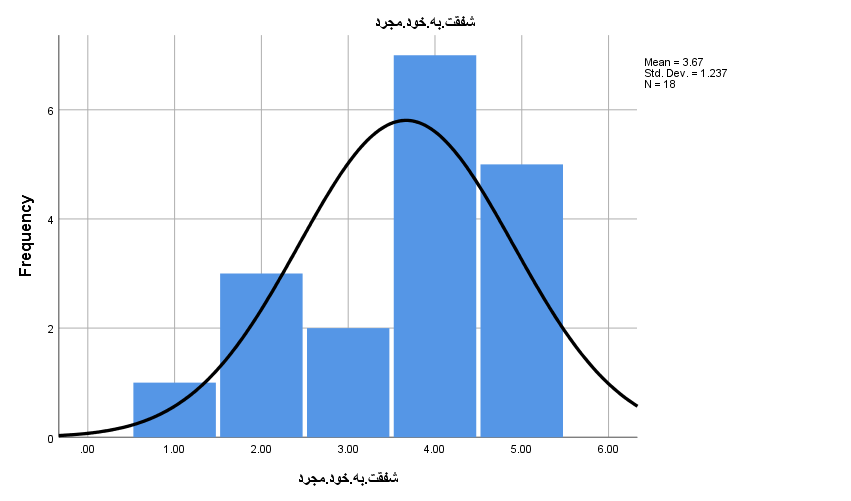 شفقت.به.خود.مجرد
Mean = 3.67
Std. Dev. = 1.237
N = 18
Frequency
6
4
2
0
.00 1.00 2.00 3.00 4.00 5.00 6.00
شفقت.به.خود.مجرد